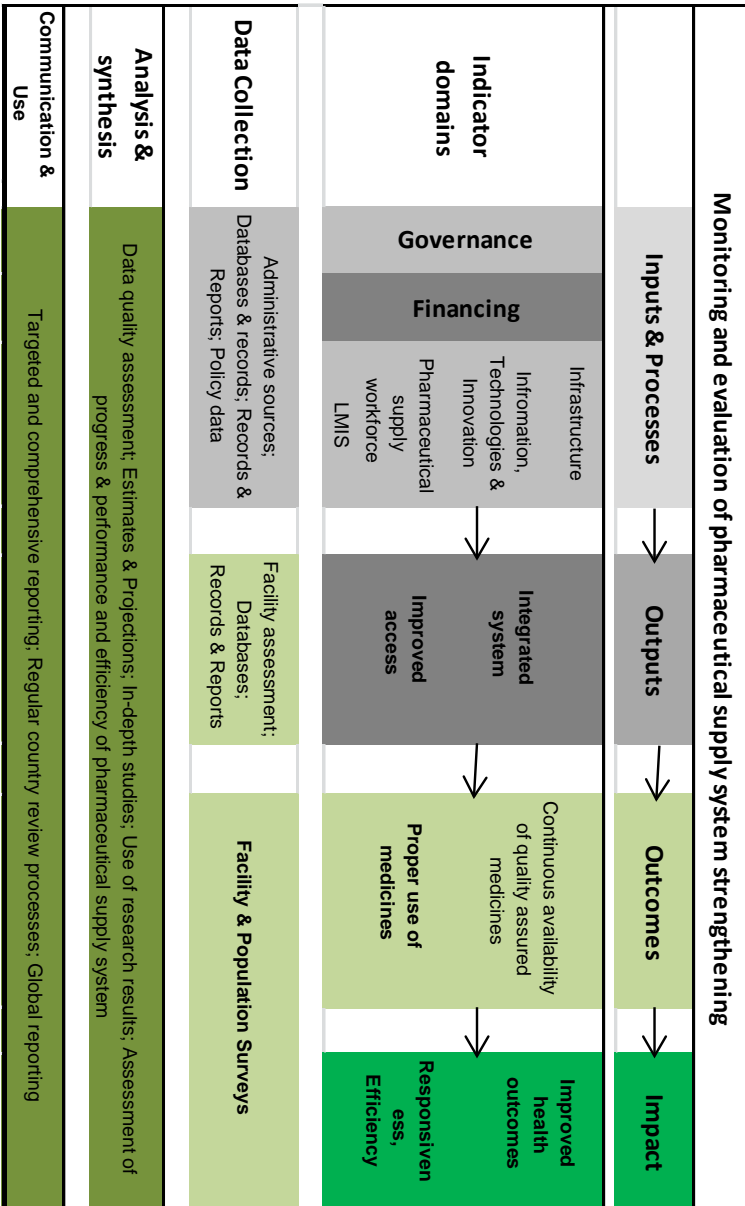 Monitoring and evaluation of pharmaceutical supply system strengthening
Inputs & Processes
Outputs
Outcomes
Impact
Indicator
domains
Governance
Financing
Infrastructure
Infromation,
Technologies &
Innovation
Pharmaceutical
supply
workforce
LMIS
Integrated
system
Improved
access
Continuous availability
of quality assured
medicines
Proper use of
medicines
Improved
health
outcomes
Responsiven
ess,
Efficiency
Data Collection
Administrative sources;
Databases & records; Records &
Reports; Policy data
Facility assessment;
Databases;
Records & Reports
Facility & Population Surveys
Analysis &
synthesis
Data quality assessment; Estimates & Projections; In-depth studies; Use of research results; Assessment of
progress & performance and efficiency of pharmaceutical supply system
Communication &
Use
Targeted and comprehensive reporting; Regular country review processes; Global reporting